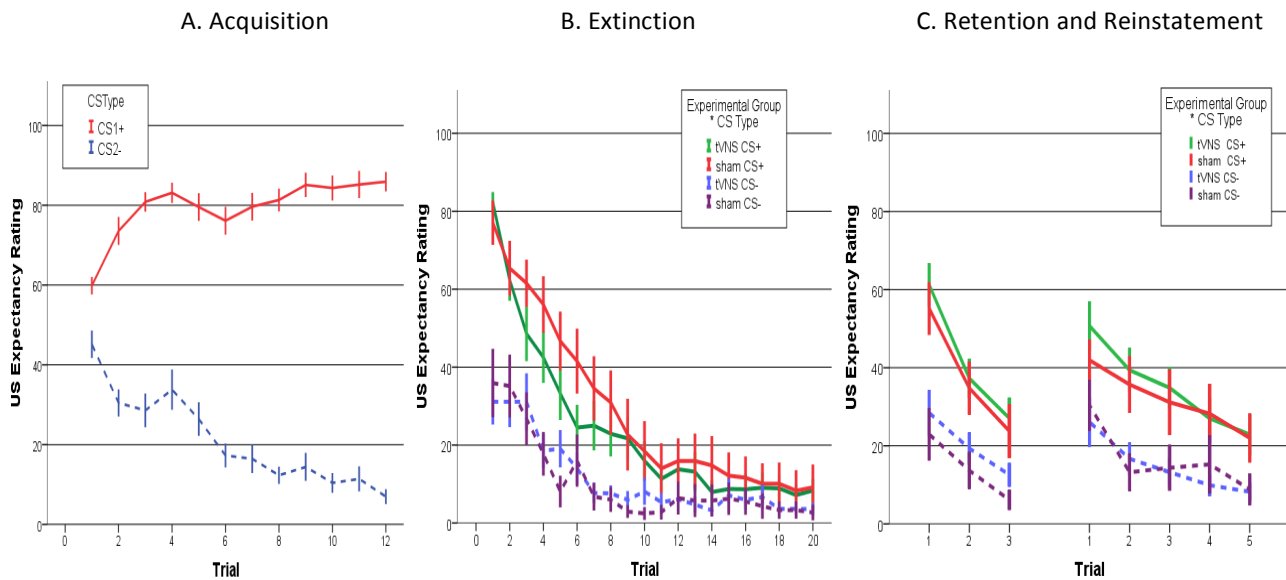 A. Acquisition
B. Extinction
C. Retention and Reinstatement
CSType
CS1+
CS2-
US Expectancy Rating
100
80
60
40
20
0
0 2 4 6 8 10 12
Trial
Experimental Group
* CS Type
tVNS CS+
sham CS+
tVNS CS-
sham CS-
US Expectancy Rating
100
80
60
40
20
0
0 2 4 6 8 10 12 14 16 18 20
Trial
Experimental Group
* CS Type
tVNS CS+
sham CS+
tVNS CS-
sham CS-
US Expectancy Rating
100
80
60
40
20
0
1 2 3 1 2 3 4 5
Trial